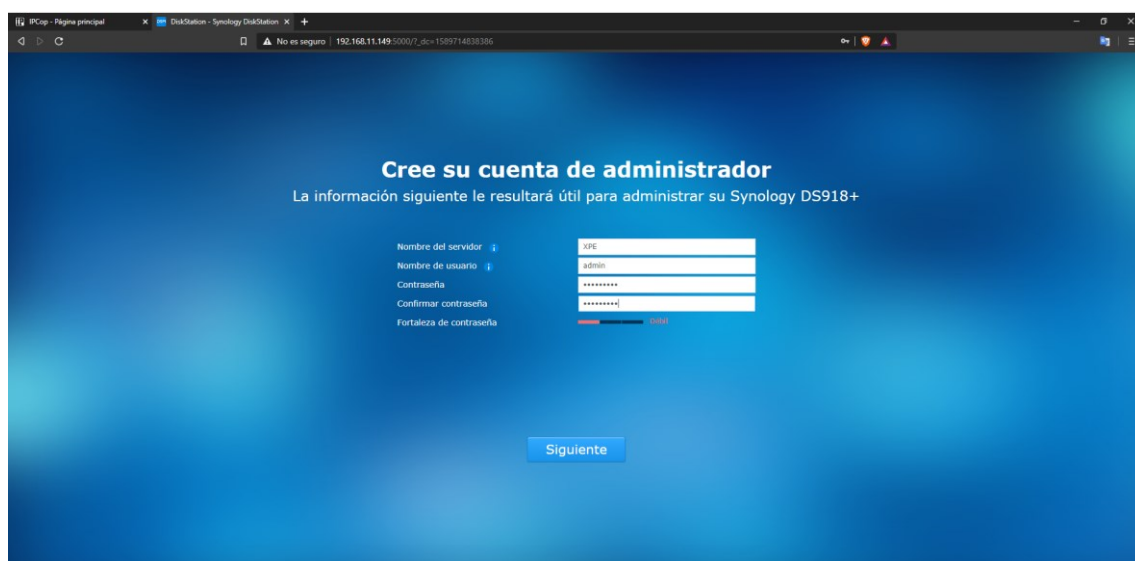 IPCop - Página principal
DiskStation - Synology DiskStation
No es seguro 192.168.11.149:5000/?_dc=1589714838386
Cree su cuenta de administrador
La información siguiente le resultará útil para administrar su Synology DS918+
Nombre del servidor XPE
Nombre de usuario admin
Contraseña •••••••••
Confirmar contraseña •••••••••
Fortaleza de contraseña Débil
Siguiente